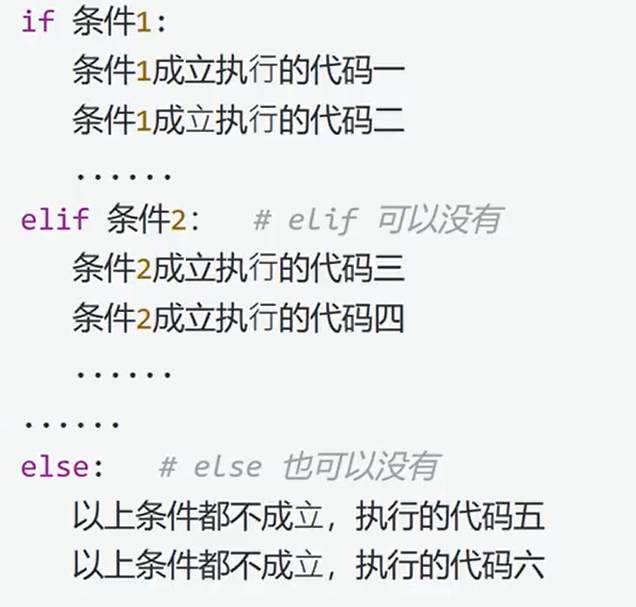 if 条件1:
条件1成立执行的代码一
条件1成立执行的代码二
......
elif 条件2:   # elif 可以没有
条件2成立执行的代码三
条件2成立执行的代码四
......
......
else:   # else 也可以没有
以上条件都不成立，执行的代码五
以上条件都不成立，执行的代码六